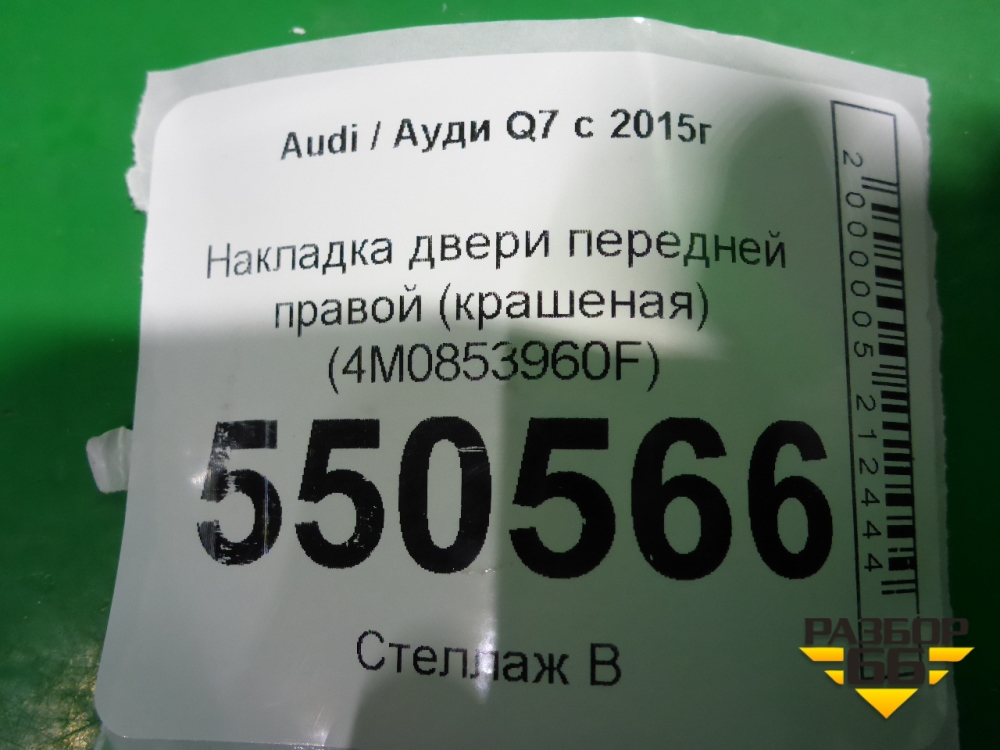 Audi / Ауди Q7 с 2015г
Накладка двери передней
правой (крашеная)
(4M0853960F)
550566
Стеллаж В
2000005212444
РАЗБОР
66